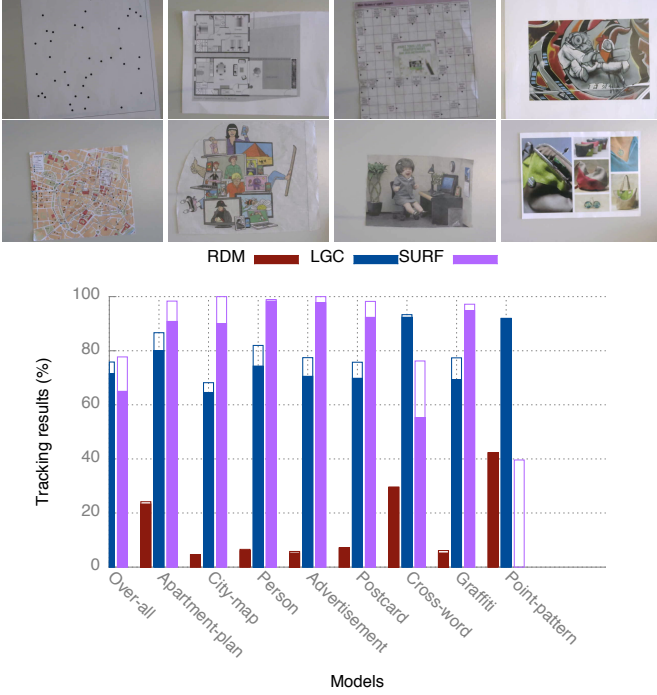 RDM LGC SURF
100
80
60
40
20
0
Tracking results (%)
Over-all Apartment-plan City-map Person Advertisement Postcard Cross-word Graffiti Point-pattern
Models